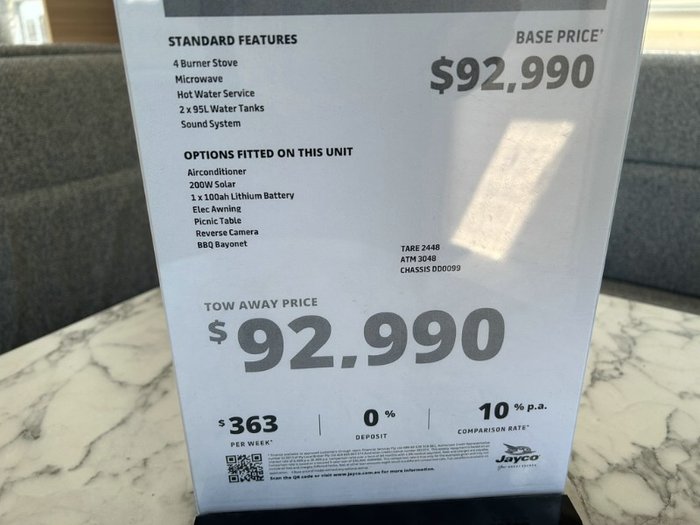 STANDARD FEATURES
4 Burner Stove
Microwave
Hot Water Service
2 x 95L Water Tanks
Sound System
BASE PRICE'
$92,990
OPTIONS FITTED ON THIS UNIT
Airconditioner
200W Solar
1 x 100ah Lithium Battery
Elec Awning
Picnic Table
Reverse Camera
BBQ Bayonet
TARE 2448
ATM 3048
CHASSIS DD0099
TOW AWAY PRICE
$92,990
$363
PER WEEK*
0%
DEPOSIT
10% p.a.
COMPARISON RATE*
Scan the QR code or visit www.jayco.com.au for more information.
Jayco